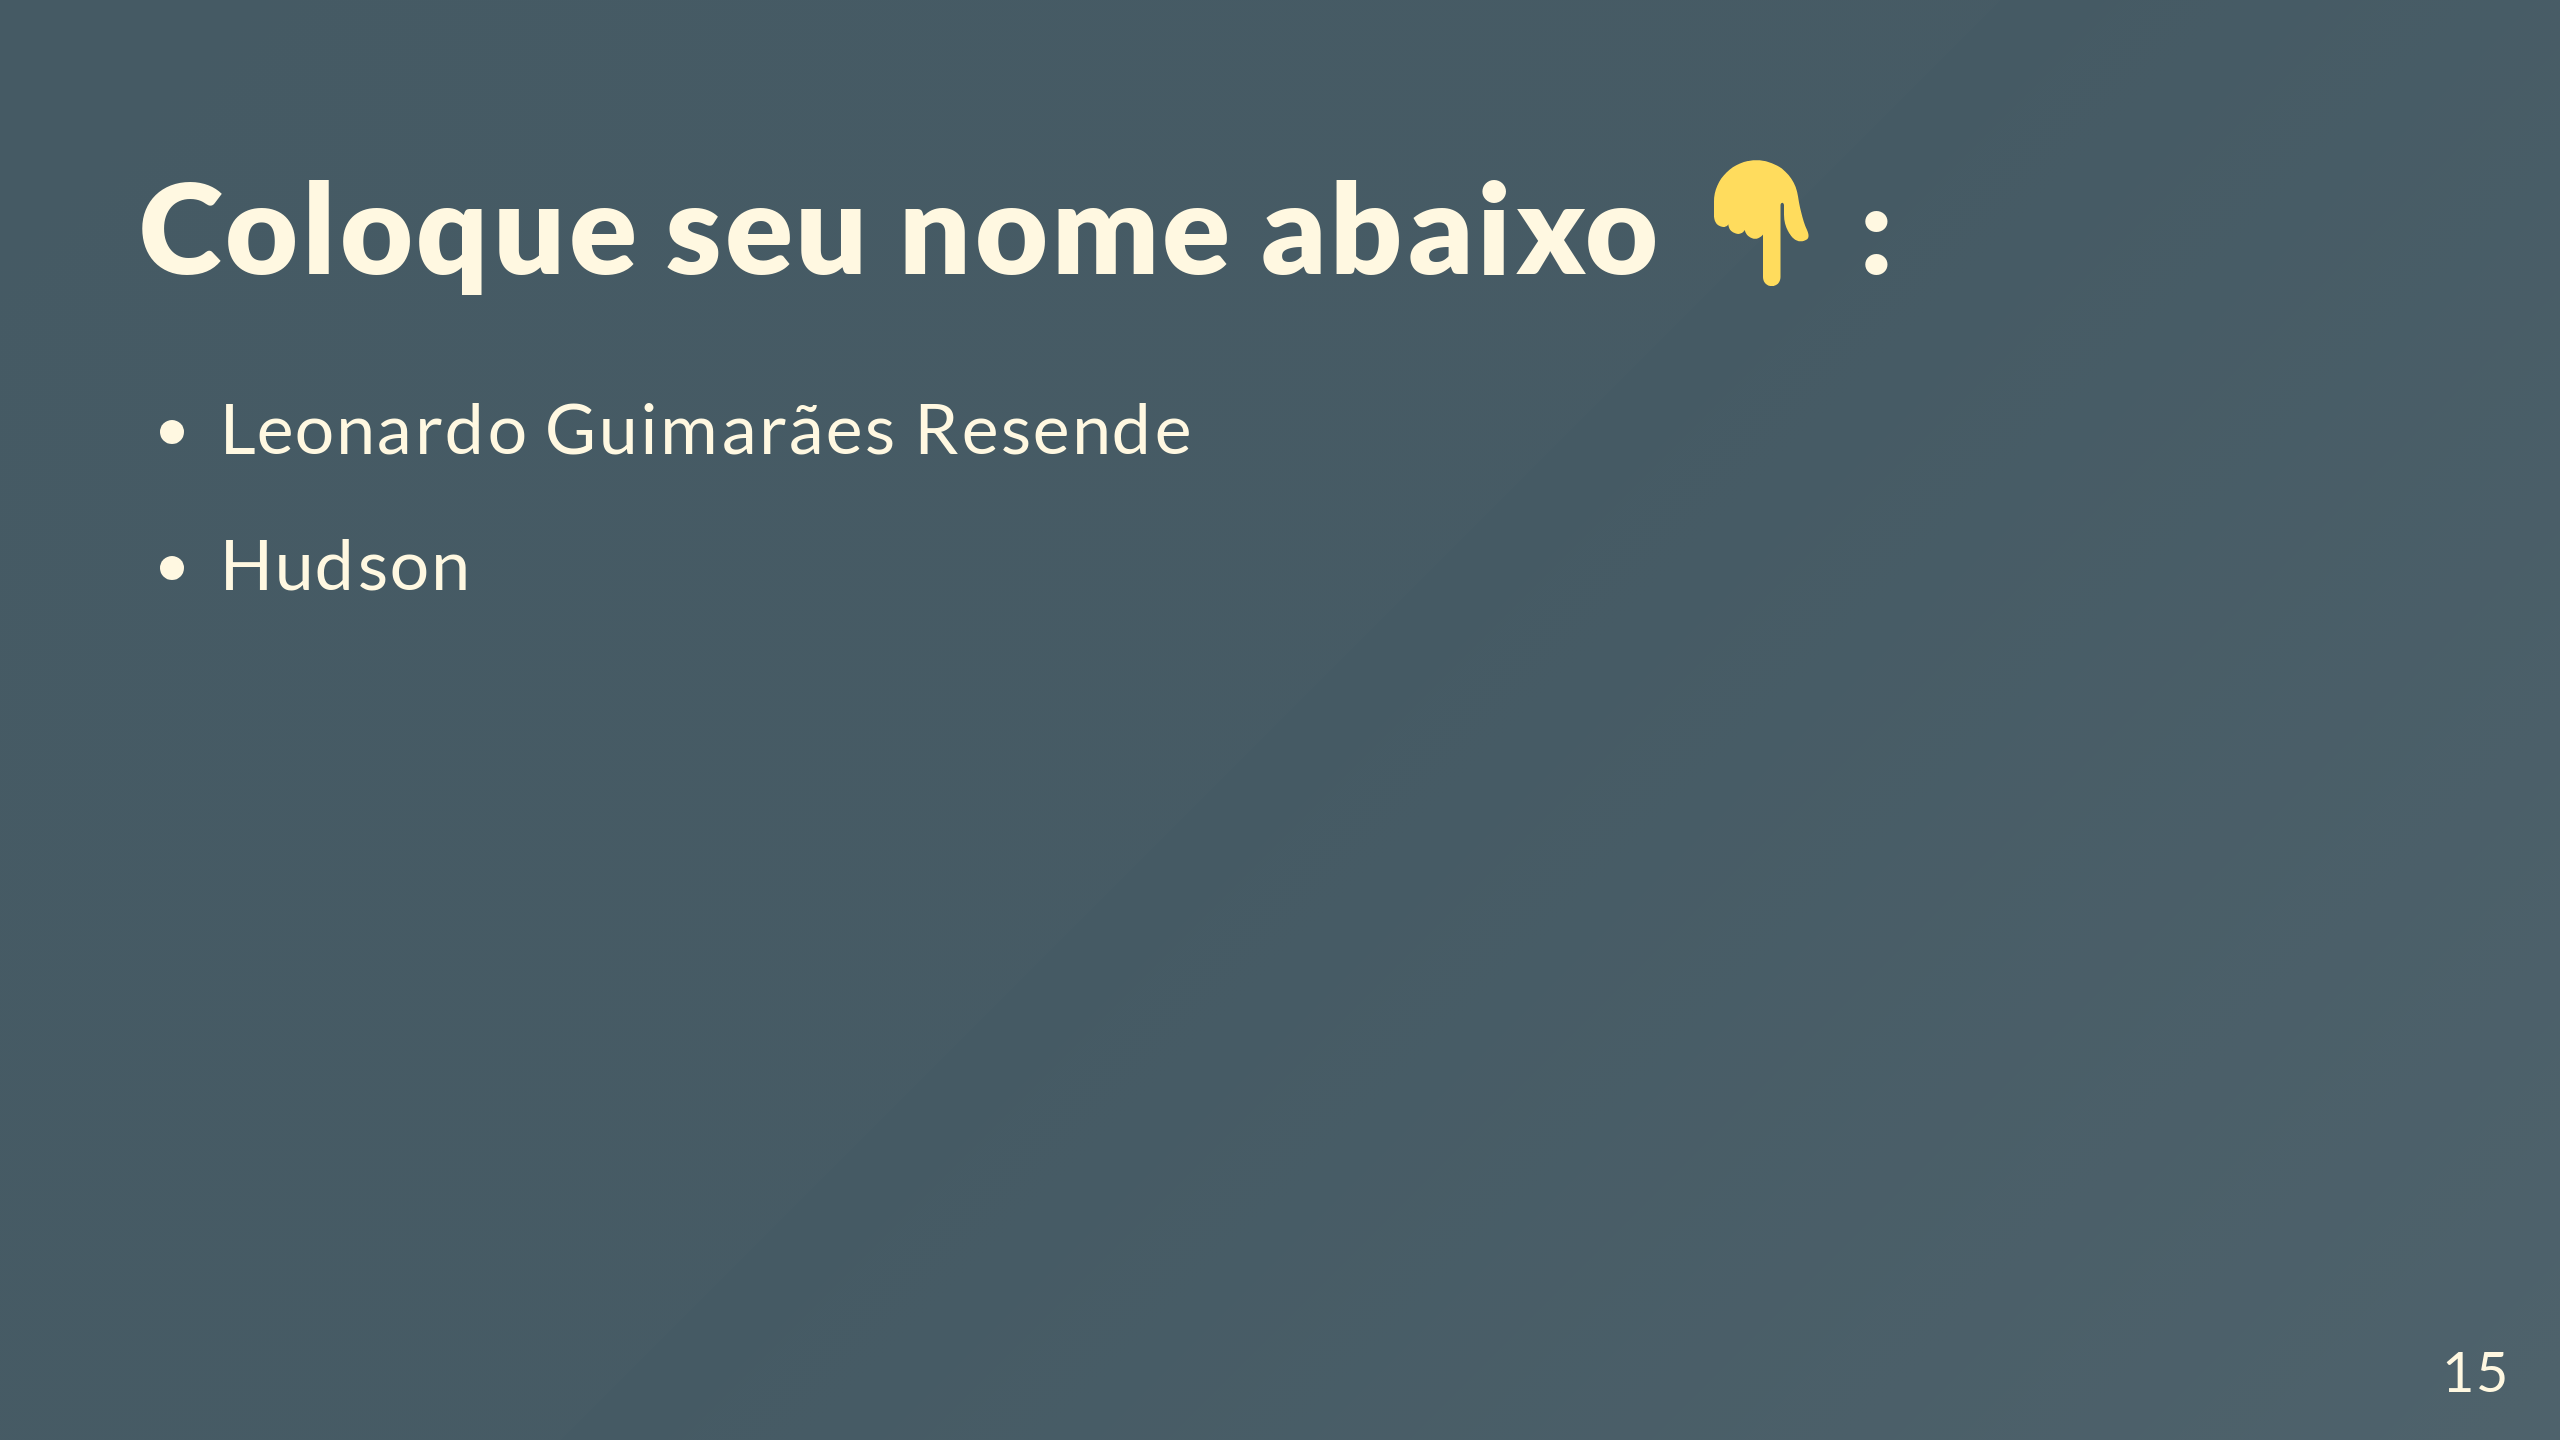 Coloque seu nome abaixo 👇 :
• Leonardo Guimarães Resende
• Hudson
15